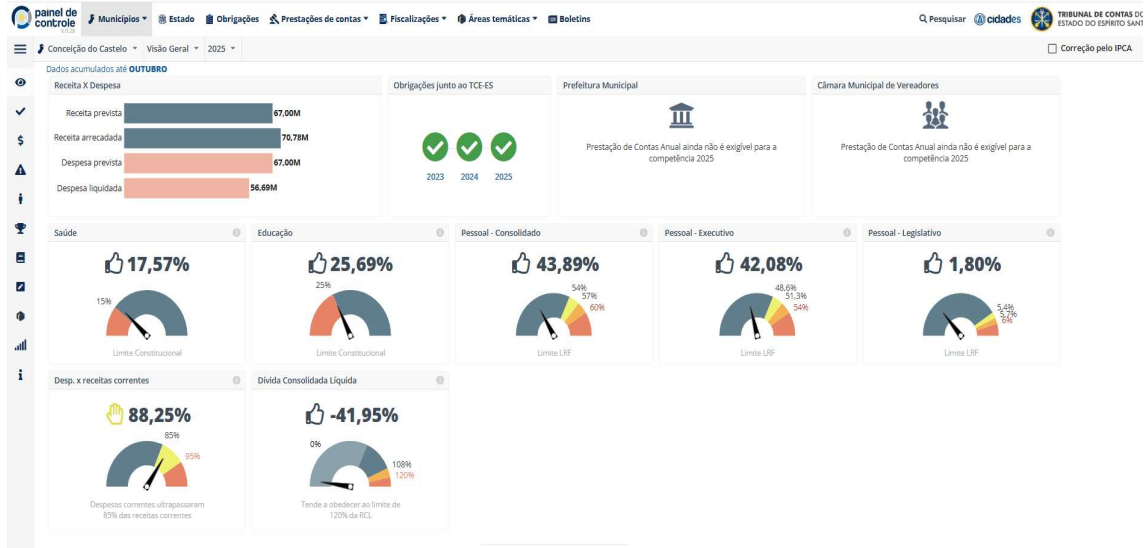 painel de
controle
Municípios
Estado
Obrigações
Prestações de contas
Fiscalizações
Áreas temáticas
Boletins
Pesquisar
cidades
TRIBUNAL DE CONTAS DO
ESTADO DO ESPÍRITO SANT
Conceição do Castelo
Visão Geral
2025
Correção pelo IPCA
Dados acumulados até OUTUBRO
Receita X Despesa
Receita prevista 67,00M
Receita arrecadada 70,78M
Despesa prevista 67,00M
Despesa liquidada 56,69M
Obrigações junto ao TCE-ES
2023 2024 2025
Prefeitura Municipal
Prestação de Contas Anual ainda não é exigível para a
competência 2025
Câmara Municipal de Vereadores
Prestação de Contas Anual ainda não é exigível para a
competência 2025
Saúde
17,57%
15%
Limite Constitucional
Educação
25,69%
25%
Limite Constitucional
Pessoal - Consolidado
43,89%
54%
57%
60%
Limite LRF
Pessoal - Executivo
42,08%
48,6%
51,3%
54%
Limite LRF
Pessoal - Legislativo
1,80%
5,4%
5,7%
6%
Limite LRF
Desp. x receitas correntes
88,25%
85%
95%
Despesas correntes ultrapassaram
85% das receitas correntes
Dívida Consolidada Líquida
-41,95%
0%
108%
120%
Tende a obedecer ao limite de
120% da RCL